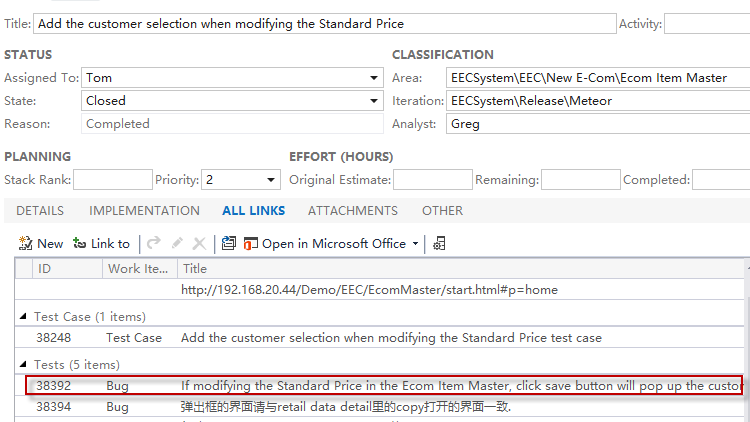 Title: Add the customer selection when modifying the Standard Price Activity:
STATUS CLASSIFICATION
Assigned To: Tom Area: EECSystem\EEC\New E-Com\Ecom Item Master
State: Closed Iteration: EECSystem\Release\Meteor
Reason: Completed Analyst: Greg
PLANNING EFFORT (HOURS)
Stack Rank: Priority: 2 Original Estimate: Remaining: Completed:
DETAILS IMPLEMENTATION ALL LINKS ATTACHMENTS OTHER
New Link to Open in Microsoft Office
ID Work Ite... Title
http://192.168.20.44/Demo/EEC/EcomMaster/start.html#p=home
Test Case (1 items)
38248 Test Case Add the customer selection when modifying the Standard Price test case
Tests (5 items)
38392 Bug If modifying the Standard Price in the Ecom Item Master, click save button will pop up the custor
38394 Bug 弹出框的界面请与retail data detail里的copy打开的界面一致.